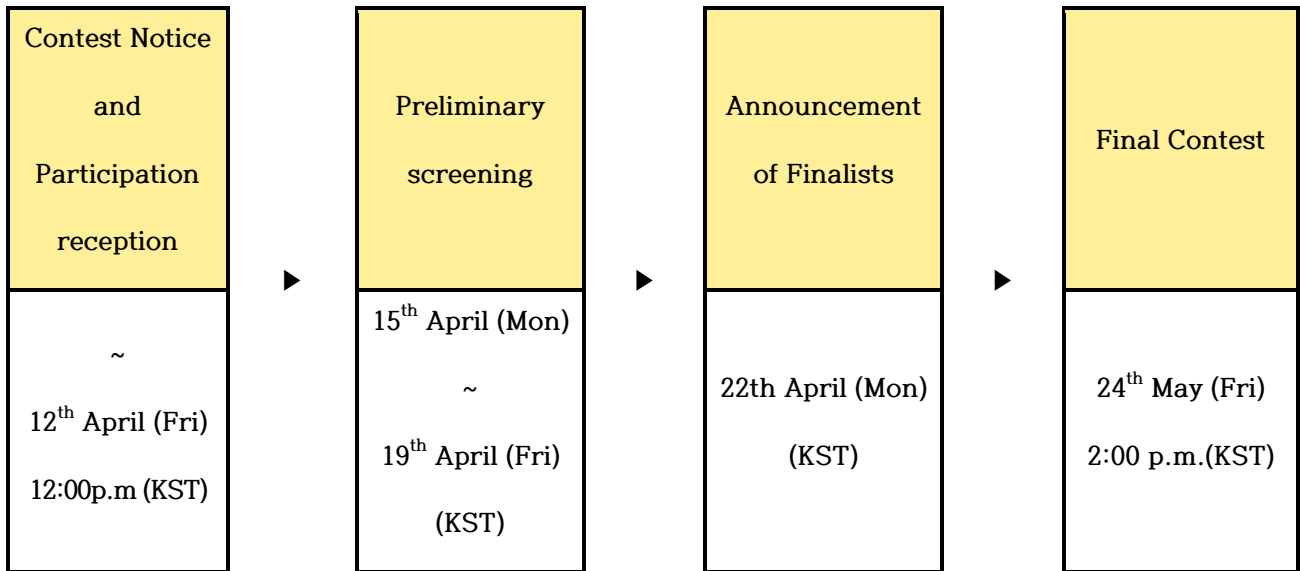 Contest Notice
and
Participation
reception
~
12th April (Fri)
12:00p.m (KST)
▶
Preliminary
screening
15th April (Mon)
~
19th April (Fri)
(KST)
▶
Announcement
of Finalists
22th April (Mon)
(KST)
▶
Final Contest
24th May (Fri)
2:00 p.m.(KST)